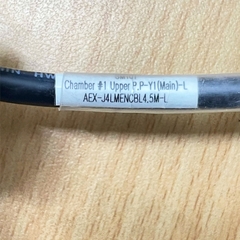 Chamber #1 Upper P.P-Y1(Main)-L
AEX-J4LMENCBL4.5M-L